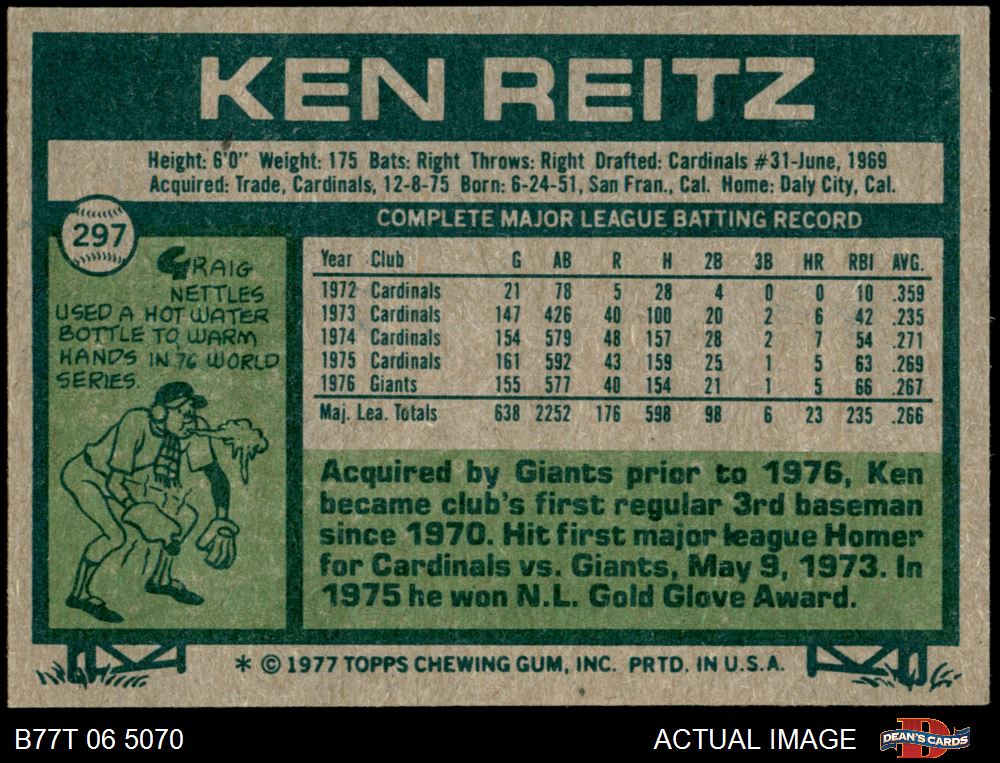 KEN REITZ
Height: 6'0" Weight: 175 Bats: Right Throws: Right Drafted: Cardinals #31-June, 1969
Acquired: Trade, Cardinals, 12-8-75 Born: 6-24-51, San Fran., Cal. Home: Daly City, Cal.
297
COMPLETE MAJOR LEAGUE BATTING RECORD
GRAIG
NETTLES
USED A HOT WATER
BOTTLE TO WARM
HANDS IN '76 WORLD
SERIES.
Year Club G AB R H 2B 3B HR RBI AVG.
1972 Cardinals 21 78 5 28 4 0 0 10 .359
1973 Cardinals 147 426 40 100 20 2 6 42 .235
1974 Cardinals 154 579 48 157 28 2 7 54 .271
1975 Cardinals 161 592 43 159 25 1 5 63 .269
1976 Giants 155 577 40 154 21 1 5 66 .267
Maj. Lea. Totals 638 2252 176 598 98 6 23 235 .266
Acquired by Giants prior to 1976, Ken
became club's first regular 3rd baseman
since 1970. Hit first major league Homer
for Cardinals vs. Giants, May 9, 1973. In
1975 he won N.L. Gold Glove Award.
* © 1977 TOPPS CHEWING GUM, INC. PRTD. IN U.S.A.
B77T 06 5070
ACTUAL IMAGE
D
DEAN'S CARDS